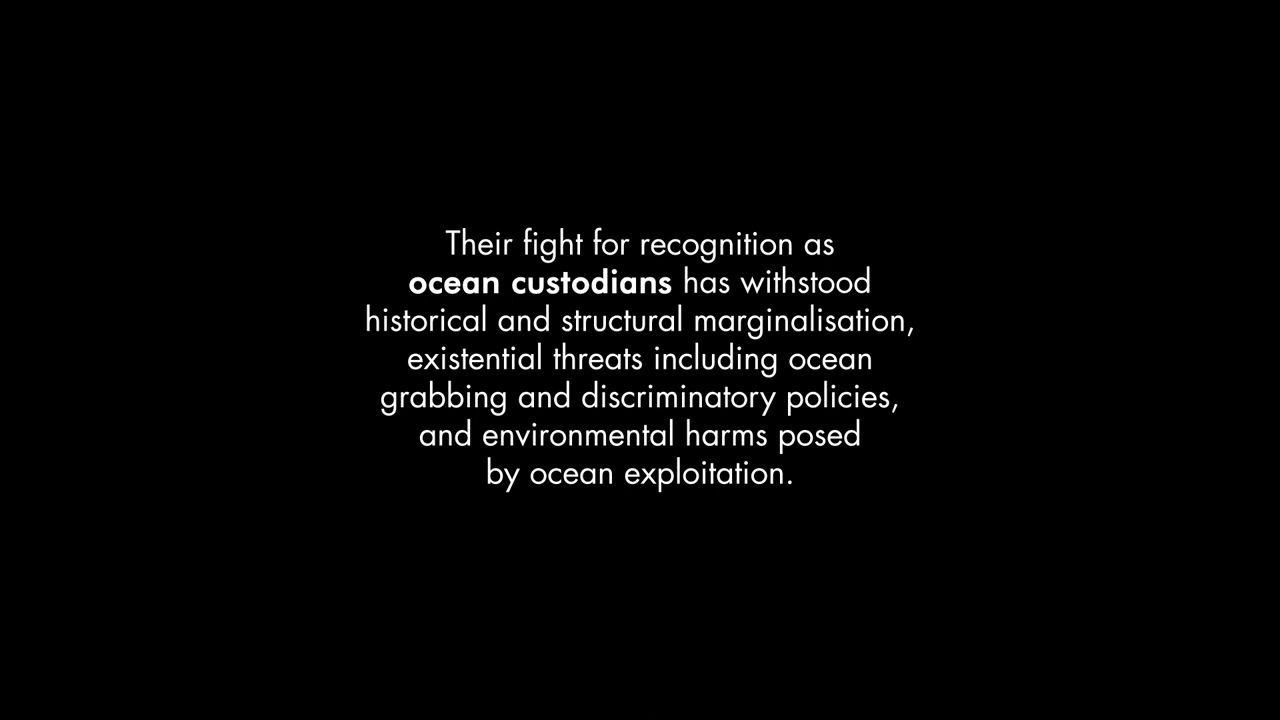 Their fight for recognition as
ocean custodians has withstood
historical and structural marginalisation,
existential threats including ocean
grabbing and discriminatory policies,
and environmental harms posed
by ocean exploitation.